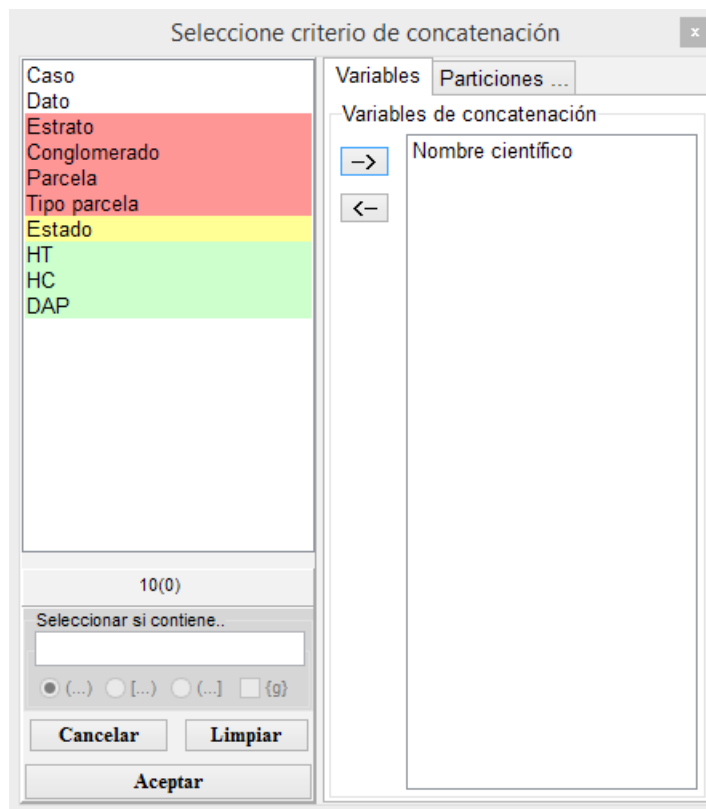 Seleccione criterio de concatenación
x
Caso
Dato
Estrato
Conglomerado
Parcela
Tipo parcela
Estado
HT
HC
DAP
10(0)
Seleccionar si contiene..
(...) [...) (...] {g}
Cancelar Limpiar
Aceptar
Variables Particiones ...
Variables de concatenación
–>
<–
Nombre científico